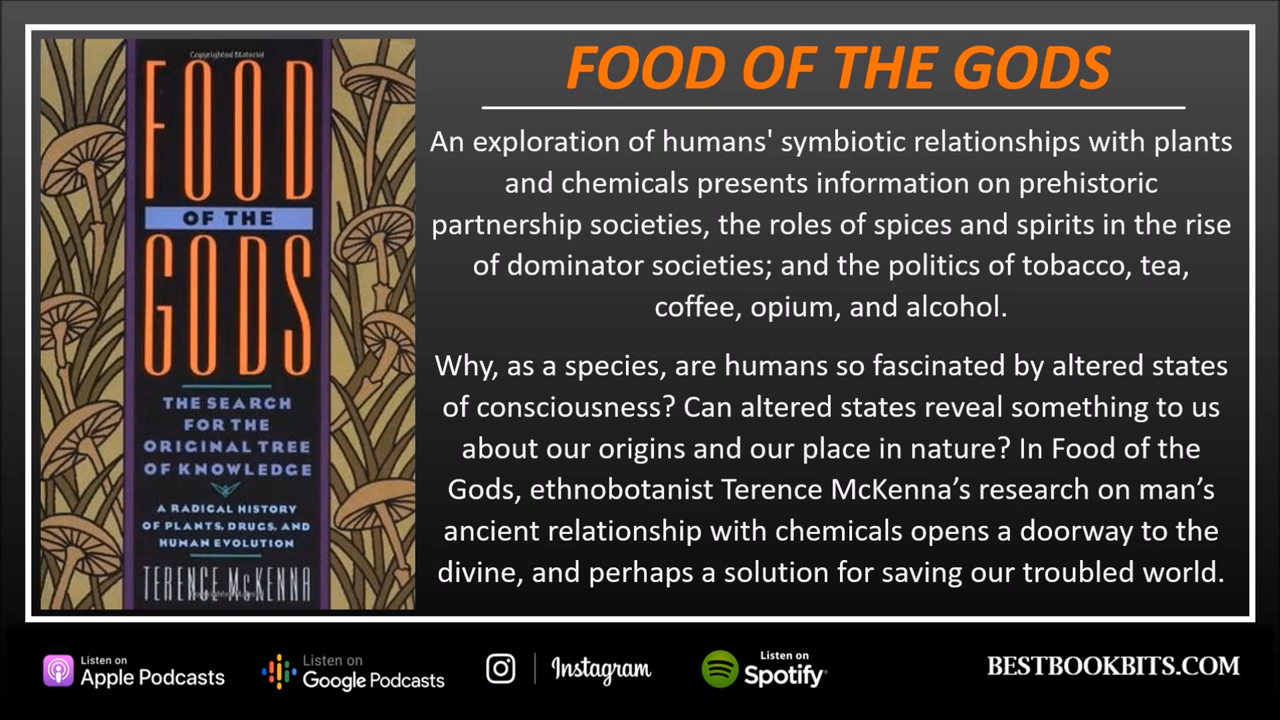 Copyrighted Material
FOOD
OF THE
GODS
THE SEARCH
FOR THE
ORIGINAL TREE
OF KNOWLEDGE
A RADICAL HISTORY
OF PLANTS, DRUGS, AND
HUMAN EVOLUTION
TERENCE McKENNA
FOOD OF THE GODS
An exploration of humans' symbiotic relationships with plants
and chemicals presents information on prehistoric
partnership societies, the roles of spices and spirits in the rise
of dominator societies; and the politics of tobacco, tea,
coffee, opium, and alcohol.
Why, as a species, are humans so fascinated by altered states
of consciousness? Can altered states reveal something to us
about our origins and our place in nature? In Food of the
Gods, ethnobotanist Terence McKenna’s research on man’s
ancient relationship with chemicals opens a doorway to the
divine, and perhaps a solution for saving our troubled world.
Listen on
Apple Podcasts
Listen on
Google Podcasts
Instagram
Listen on
Spotify
BESTBOOKBITS.COM